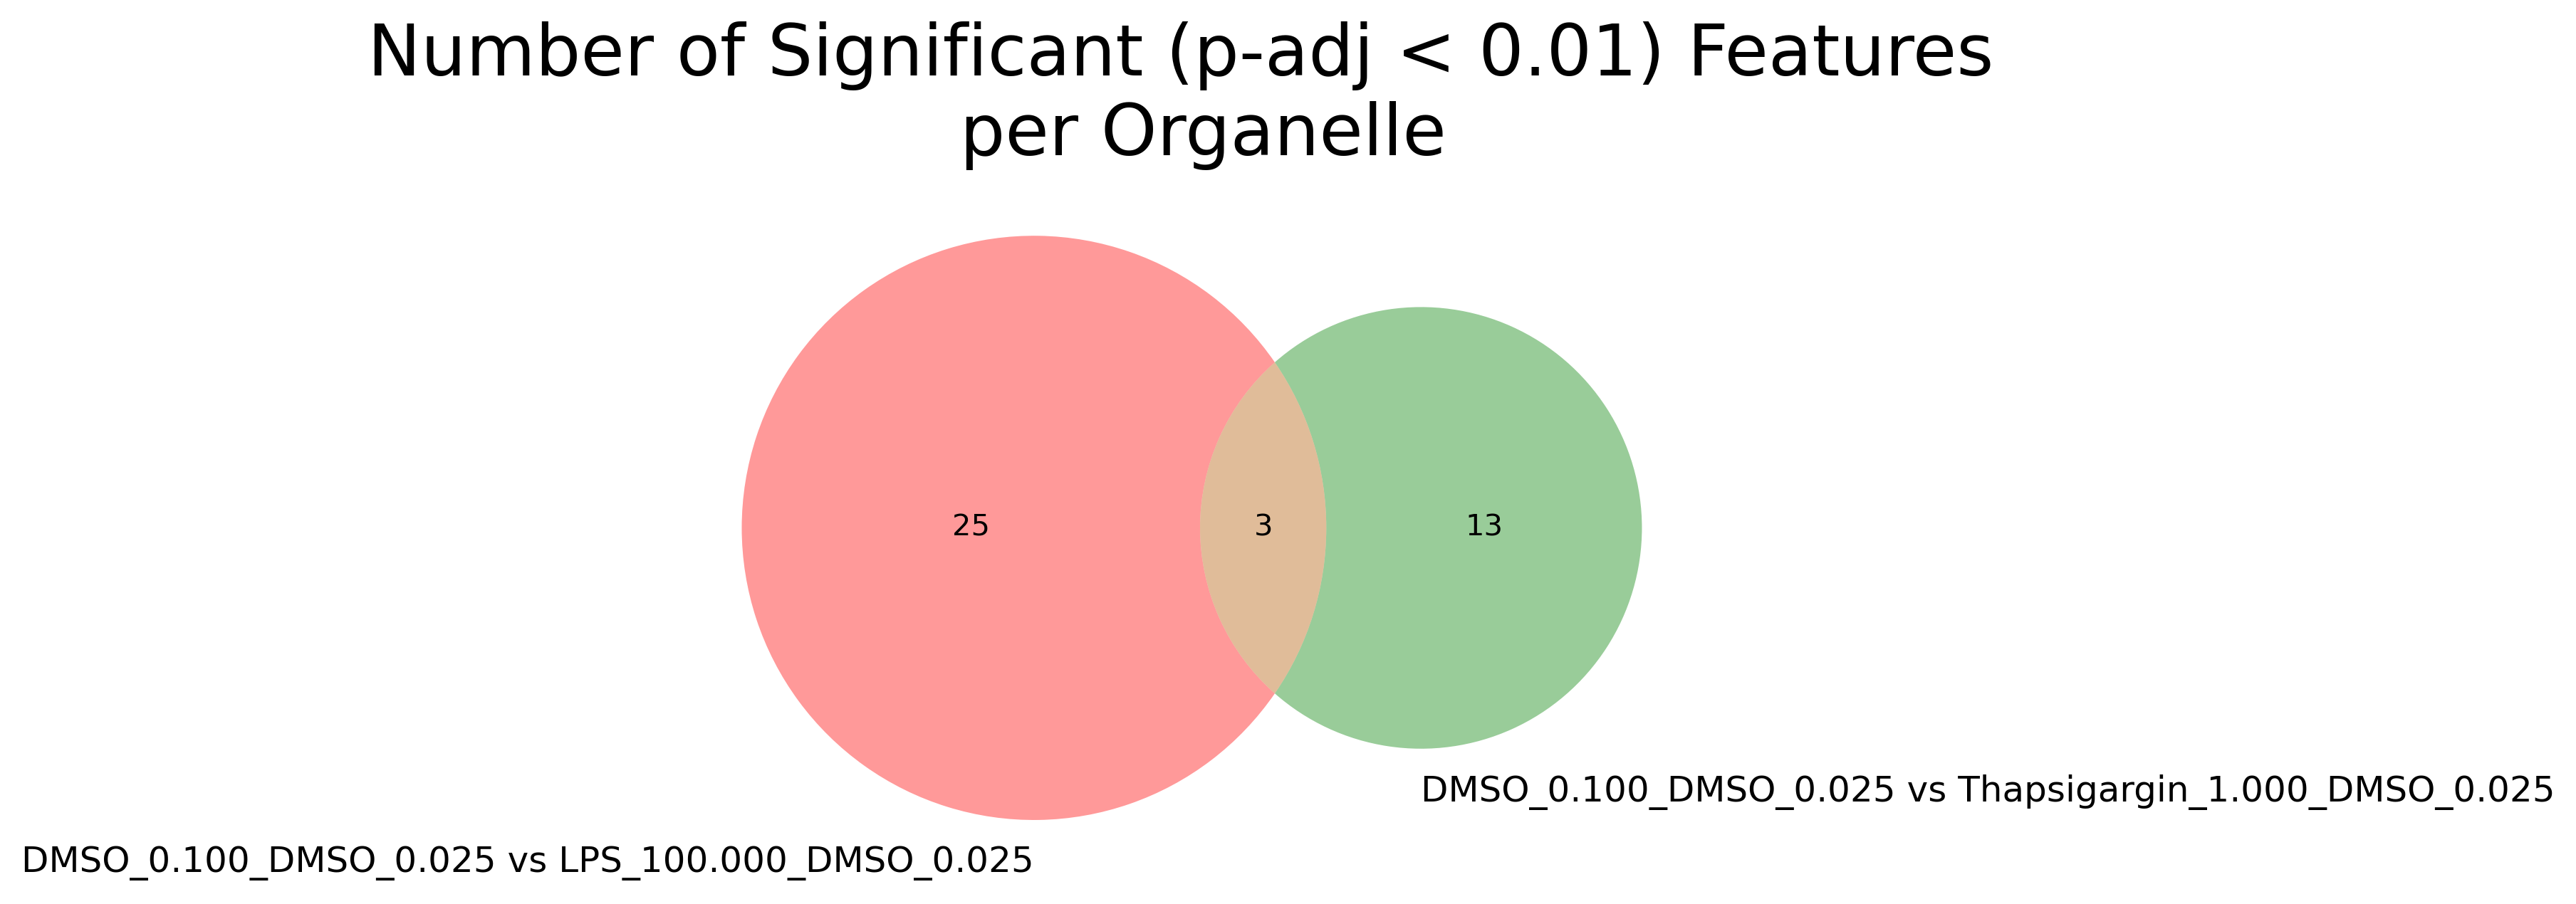 Number of Significant (p-adj < 0.01) Features
per Organelle
25
3
13
DMSO_0.100_DMSO_0.025 vs Thapsigargin_1.000_DMSO_0.025
DMSO_0.100_DMSO_0.025 vs LPS_100.000_DMSO_0.025